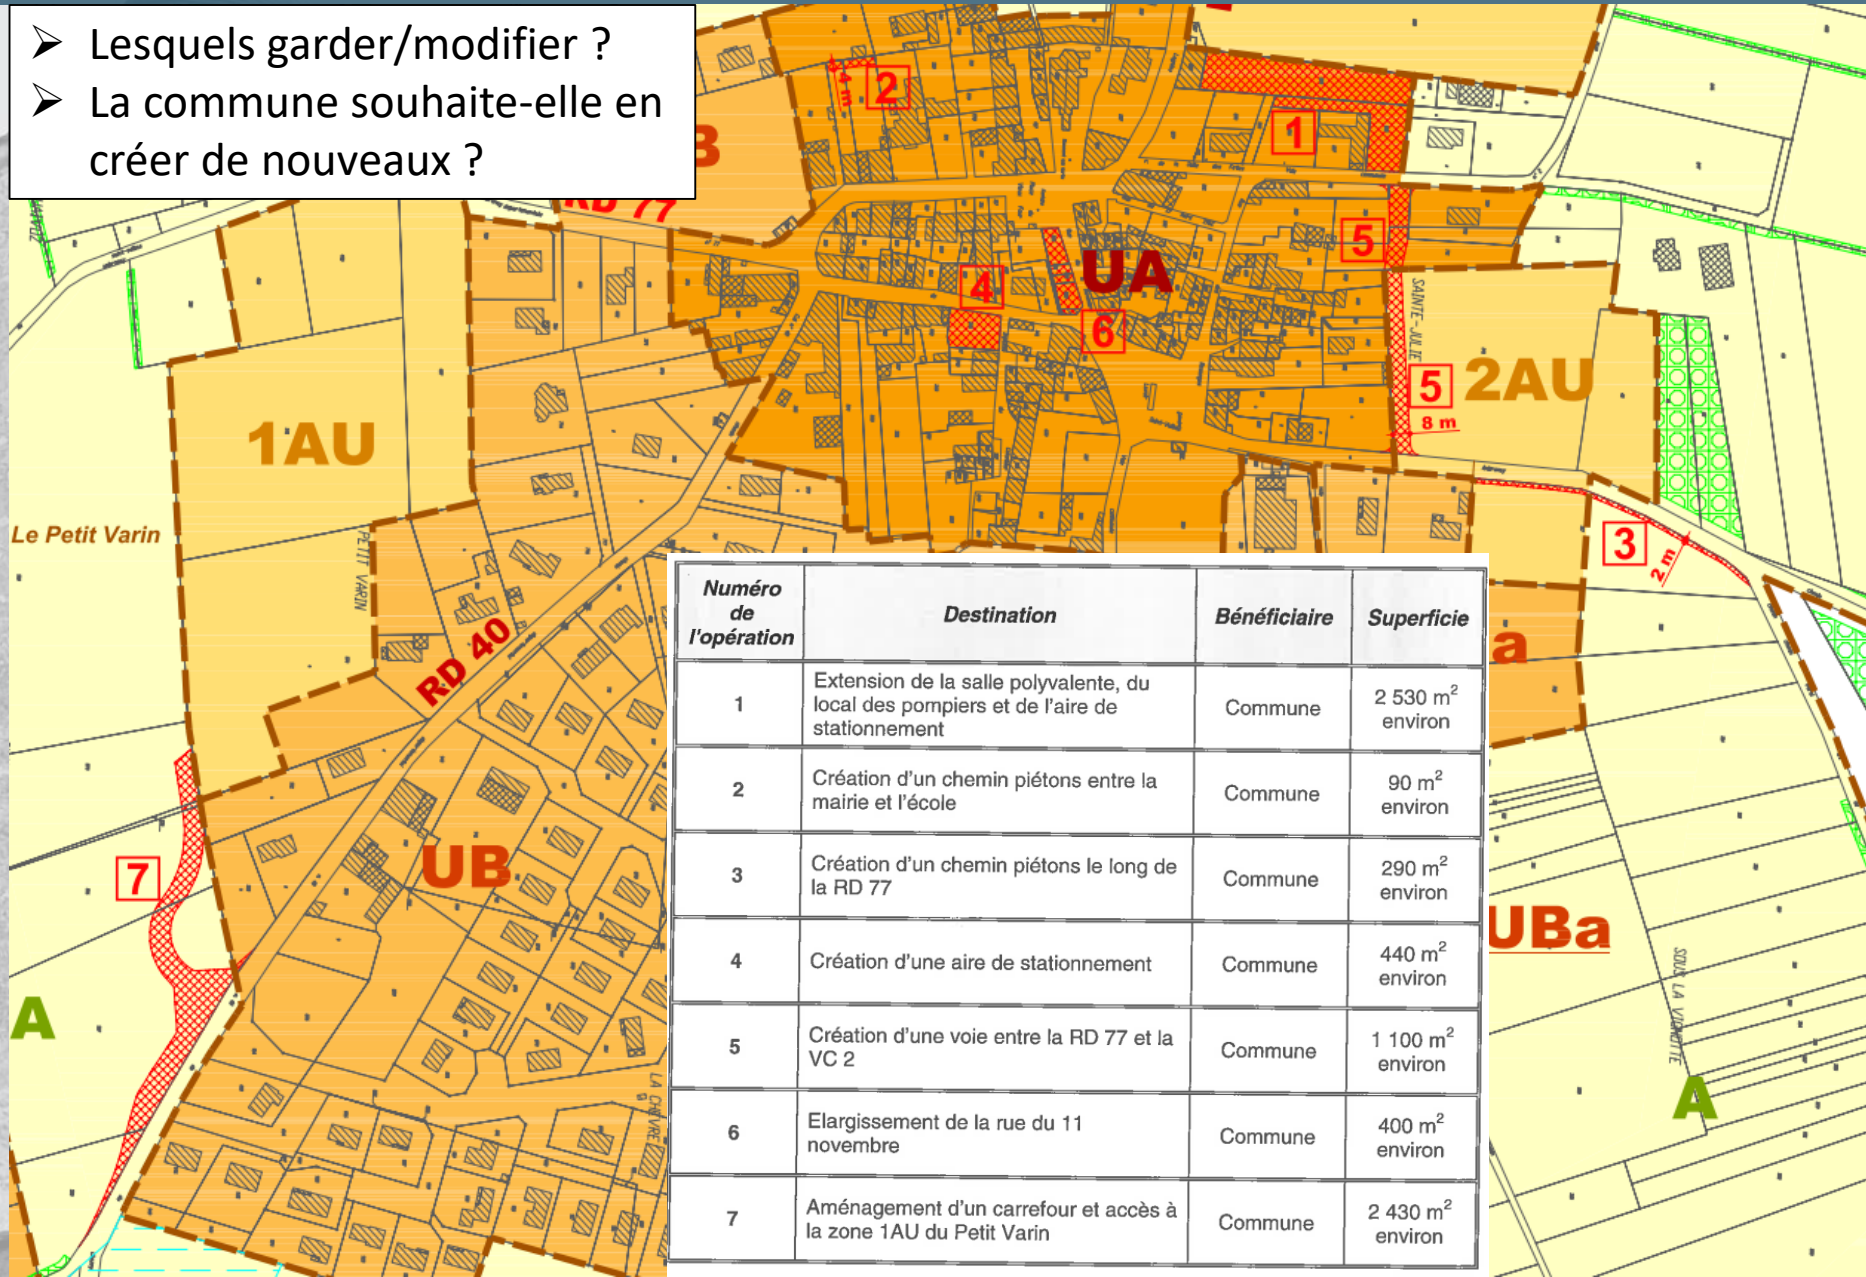 ➢ Lesquels garder/modifier ?
➢ La commune souhaite-elle en
créer de nouveaux ?
2
4 m
1
B
RD 77
5
UA
4
6
SAINTE-JULIE
5
2AU
8 m
1AU
Le Petit Varin
PETIT VARIN
3
2 m
RD 40
a
UB
7
A
UBa
SOUS LA VIGNOTTE
A
LA CHEVRE
Numéro de l'opération | Destination | Bénéficiaire | Superficie
1 | Extension de la salle polyvalente, du local des pompiers et de l'aire de stationnement | Commune | 2 530 m² environ
2 | Création d'un chemin piétons entre la mairie et l'école | Commune | 90 m² environ
3 | Création d'un chemin piétons le long de la RD 77 | Commune | 290 m² environ
4 | Création d'une aire de stationnement | Commune | 440 m² environ
5 | Création d'une voie entre la RD 77 et la VC 2 | Commune | 1 100 m² environ
6 | Elargissement de la rue du 11 novembre | Commune | 400 m² environ
7 | Aménagement d'un carrefour et accès à la zone 1AU du Petit Varin | Commune | 2 430 m² environ